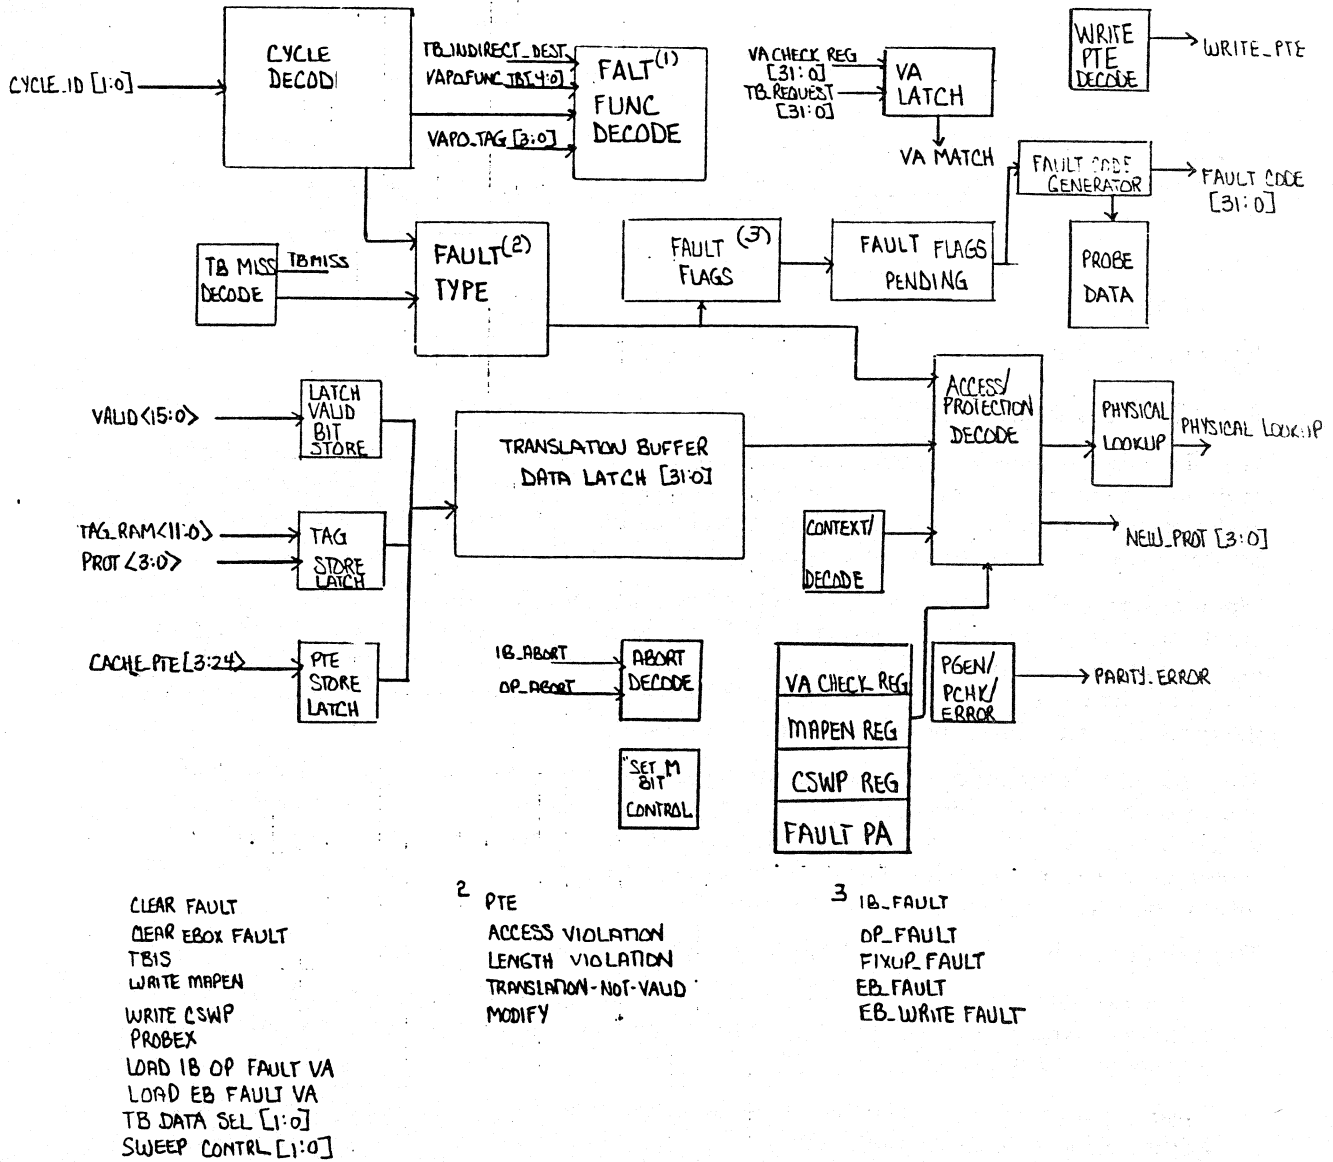 CYCLE
DECOD
CYCLE_ID [1:0]
TB_INDIRECT_DEST
VAPO_FUNC_TB[4:0]
VAPO_TAG [3:0]
FALT (1)
FUNC
DECODE
VA CHECK REG
[31:0]
TB_REQUEST
[31:0]
VA
LATCH
VA MATCH
WRITE
PTE
DECODE
WRITE_PTE
FAULT CODE
GENERATOR
FAULT CODE
[31:0]
PROBE
DATA
TB MISS
DECODE
TBMISS
FAULT (2)
TYPE
FAULT (3)
FLAGS
FAULT FLAGS
PENDING
VALID<15:0>
LATCH
VALID
BIT
STORE
TRANSLATION BUFFER
DATA LATCH [31:0]
ACCESS/
PROTECTION
DECODE
PHYSICAL
LOOKUP
PHYSICAL LOOKUP
TAG_RAM<11:0>
PROT<3:0>
TAG
STORE
LATCH
CONTEXT/
DECODE
NEW_PROT [3:0]
CACHE_PTE[3:24>
PTE
STORE
LATCH
IB_ABORT
OP_ABORT
ABORT
DECODE
VA CHECK REG
MAPEN REG
CSWP REG
FAULT PA
PGEN/
PCHK/
ERROR
PARITY_ERROR
"SET M
BIT"
CONTROL
CLEAR FAULT
CLEAR EBOX FAULT
TBIS
WRITE MAPEN
WRITE CSWP
PROBEX
LOAD IB OP FAULT VA
LOAD EB FAULT VA
TB DATA SEL [1:0]
SWEEP CONTRL [1:0]
2 PTE
ACCESS VIOLATION
LENGTH VIOLATION
TRANSLATION-NOT-VALID
MODIFY
3 IB_FAULT
OP_FAULT
FIXUP_FAULT
EB_FAULT
EB_WRITE FAULT